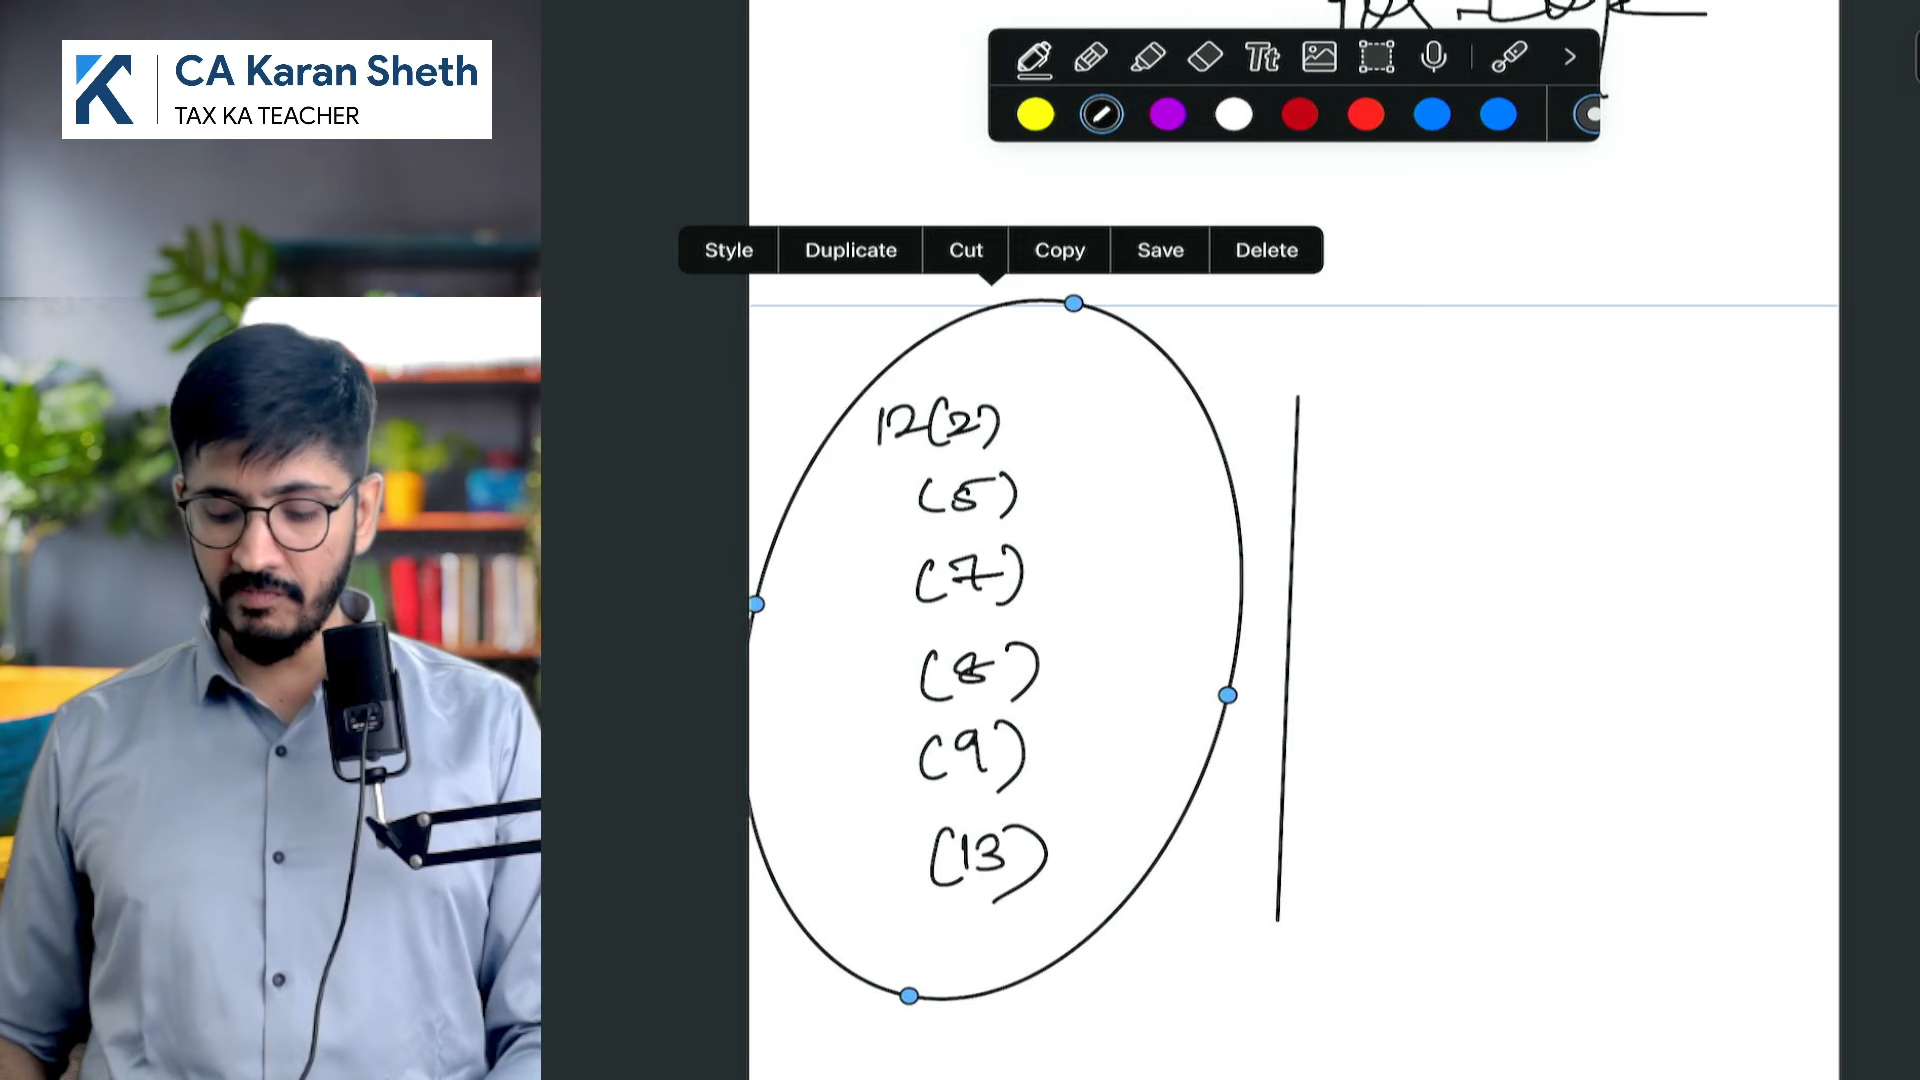 CA Karan Sheth
TAX KA TEACHER
Tt
Style Duplicate Cut Copy Save Delete
12(2)
(5)
(7)
(8)
(9)
(13)